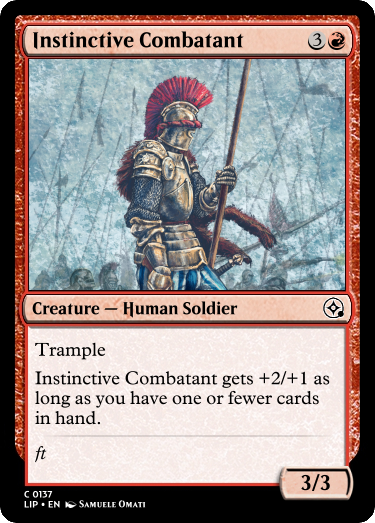 Instinctive Combatant 3
Creature — Human Soldier
Trample
Instinctive Combatant gets +2/+1 as
long as you have one or fewer cards
in hand.
ft
3/3
C 0137
LIP • EN Samuele Omati